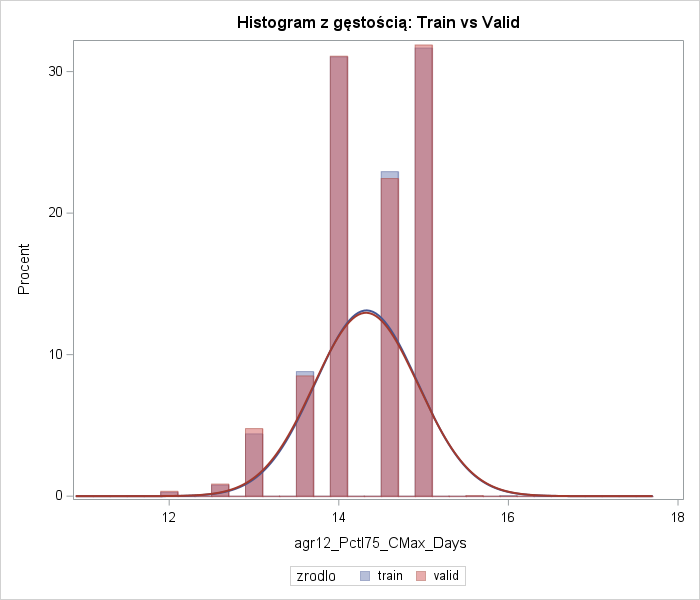 Histogram z gęstością: Train vs Valid
30
20
10
0
Procent
12
14
16
18
agr12_Pctl75_CMax_Days
zrodlo train valid